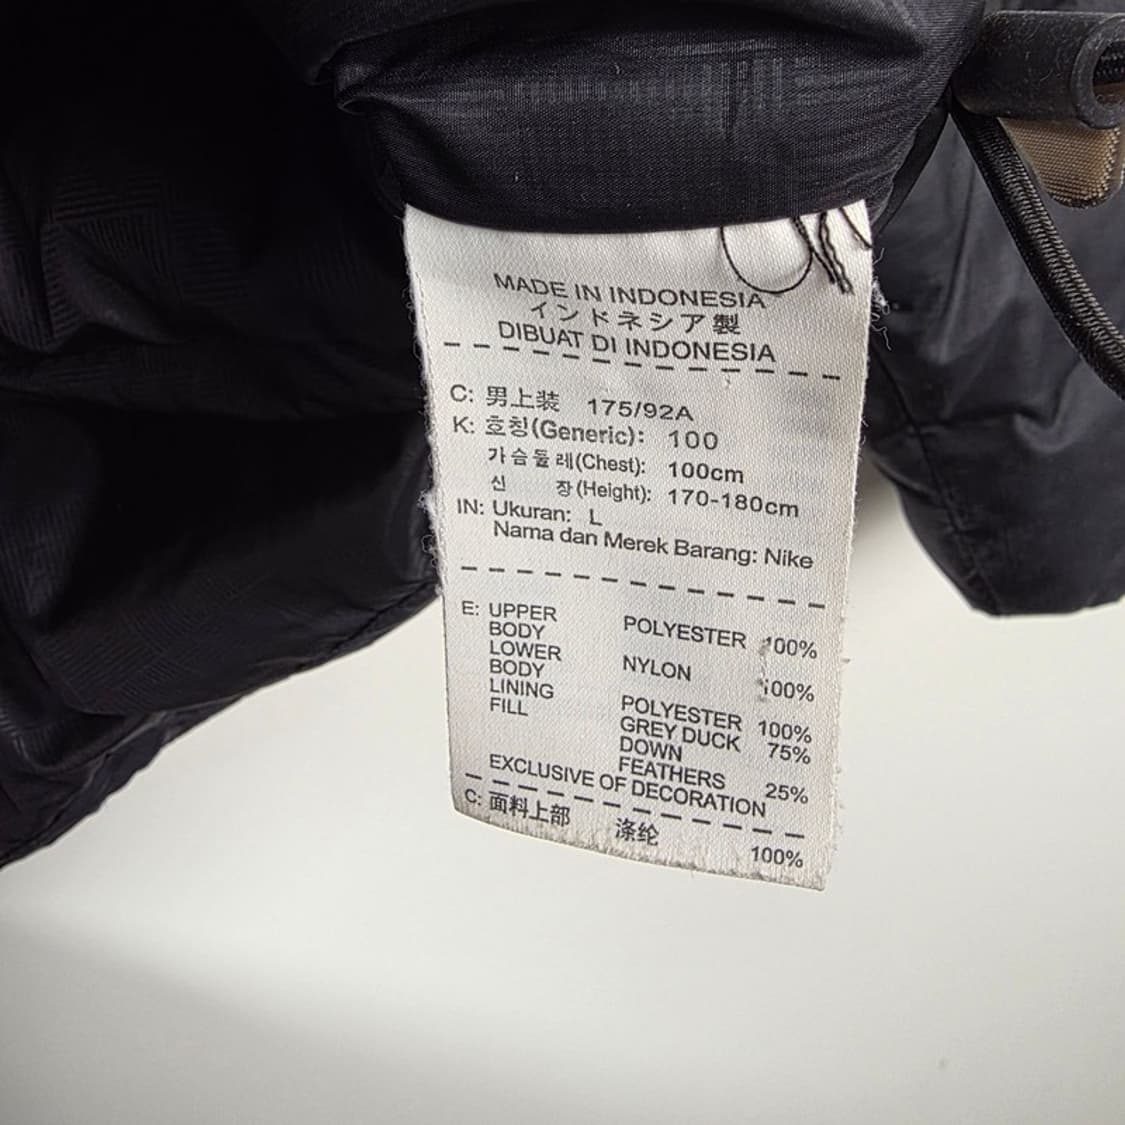 MADE IN INDONESIA
インドネシア製
DIBUAT DI INDONESIA
C: 男上装 175/92A
K: 호칭(Generic): 100
가슴둘레(Chest): 100cm
신 장(Height): 170-180cm
IN: Ukuran: L
Nama dan Merek Barang: Nike
E: UPPER BODY POLYESTER 100%
LOWER BODY NYLON 100%
LINING POLYESTER 100%
FILL GREY DUCK DOWN 75%
FEATHERS 25%
EXCLUSIVE OF DECORATION
C: 面料上部 涤纶 100%